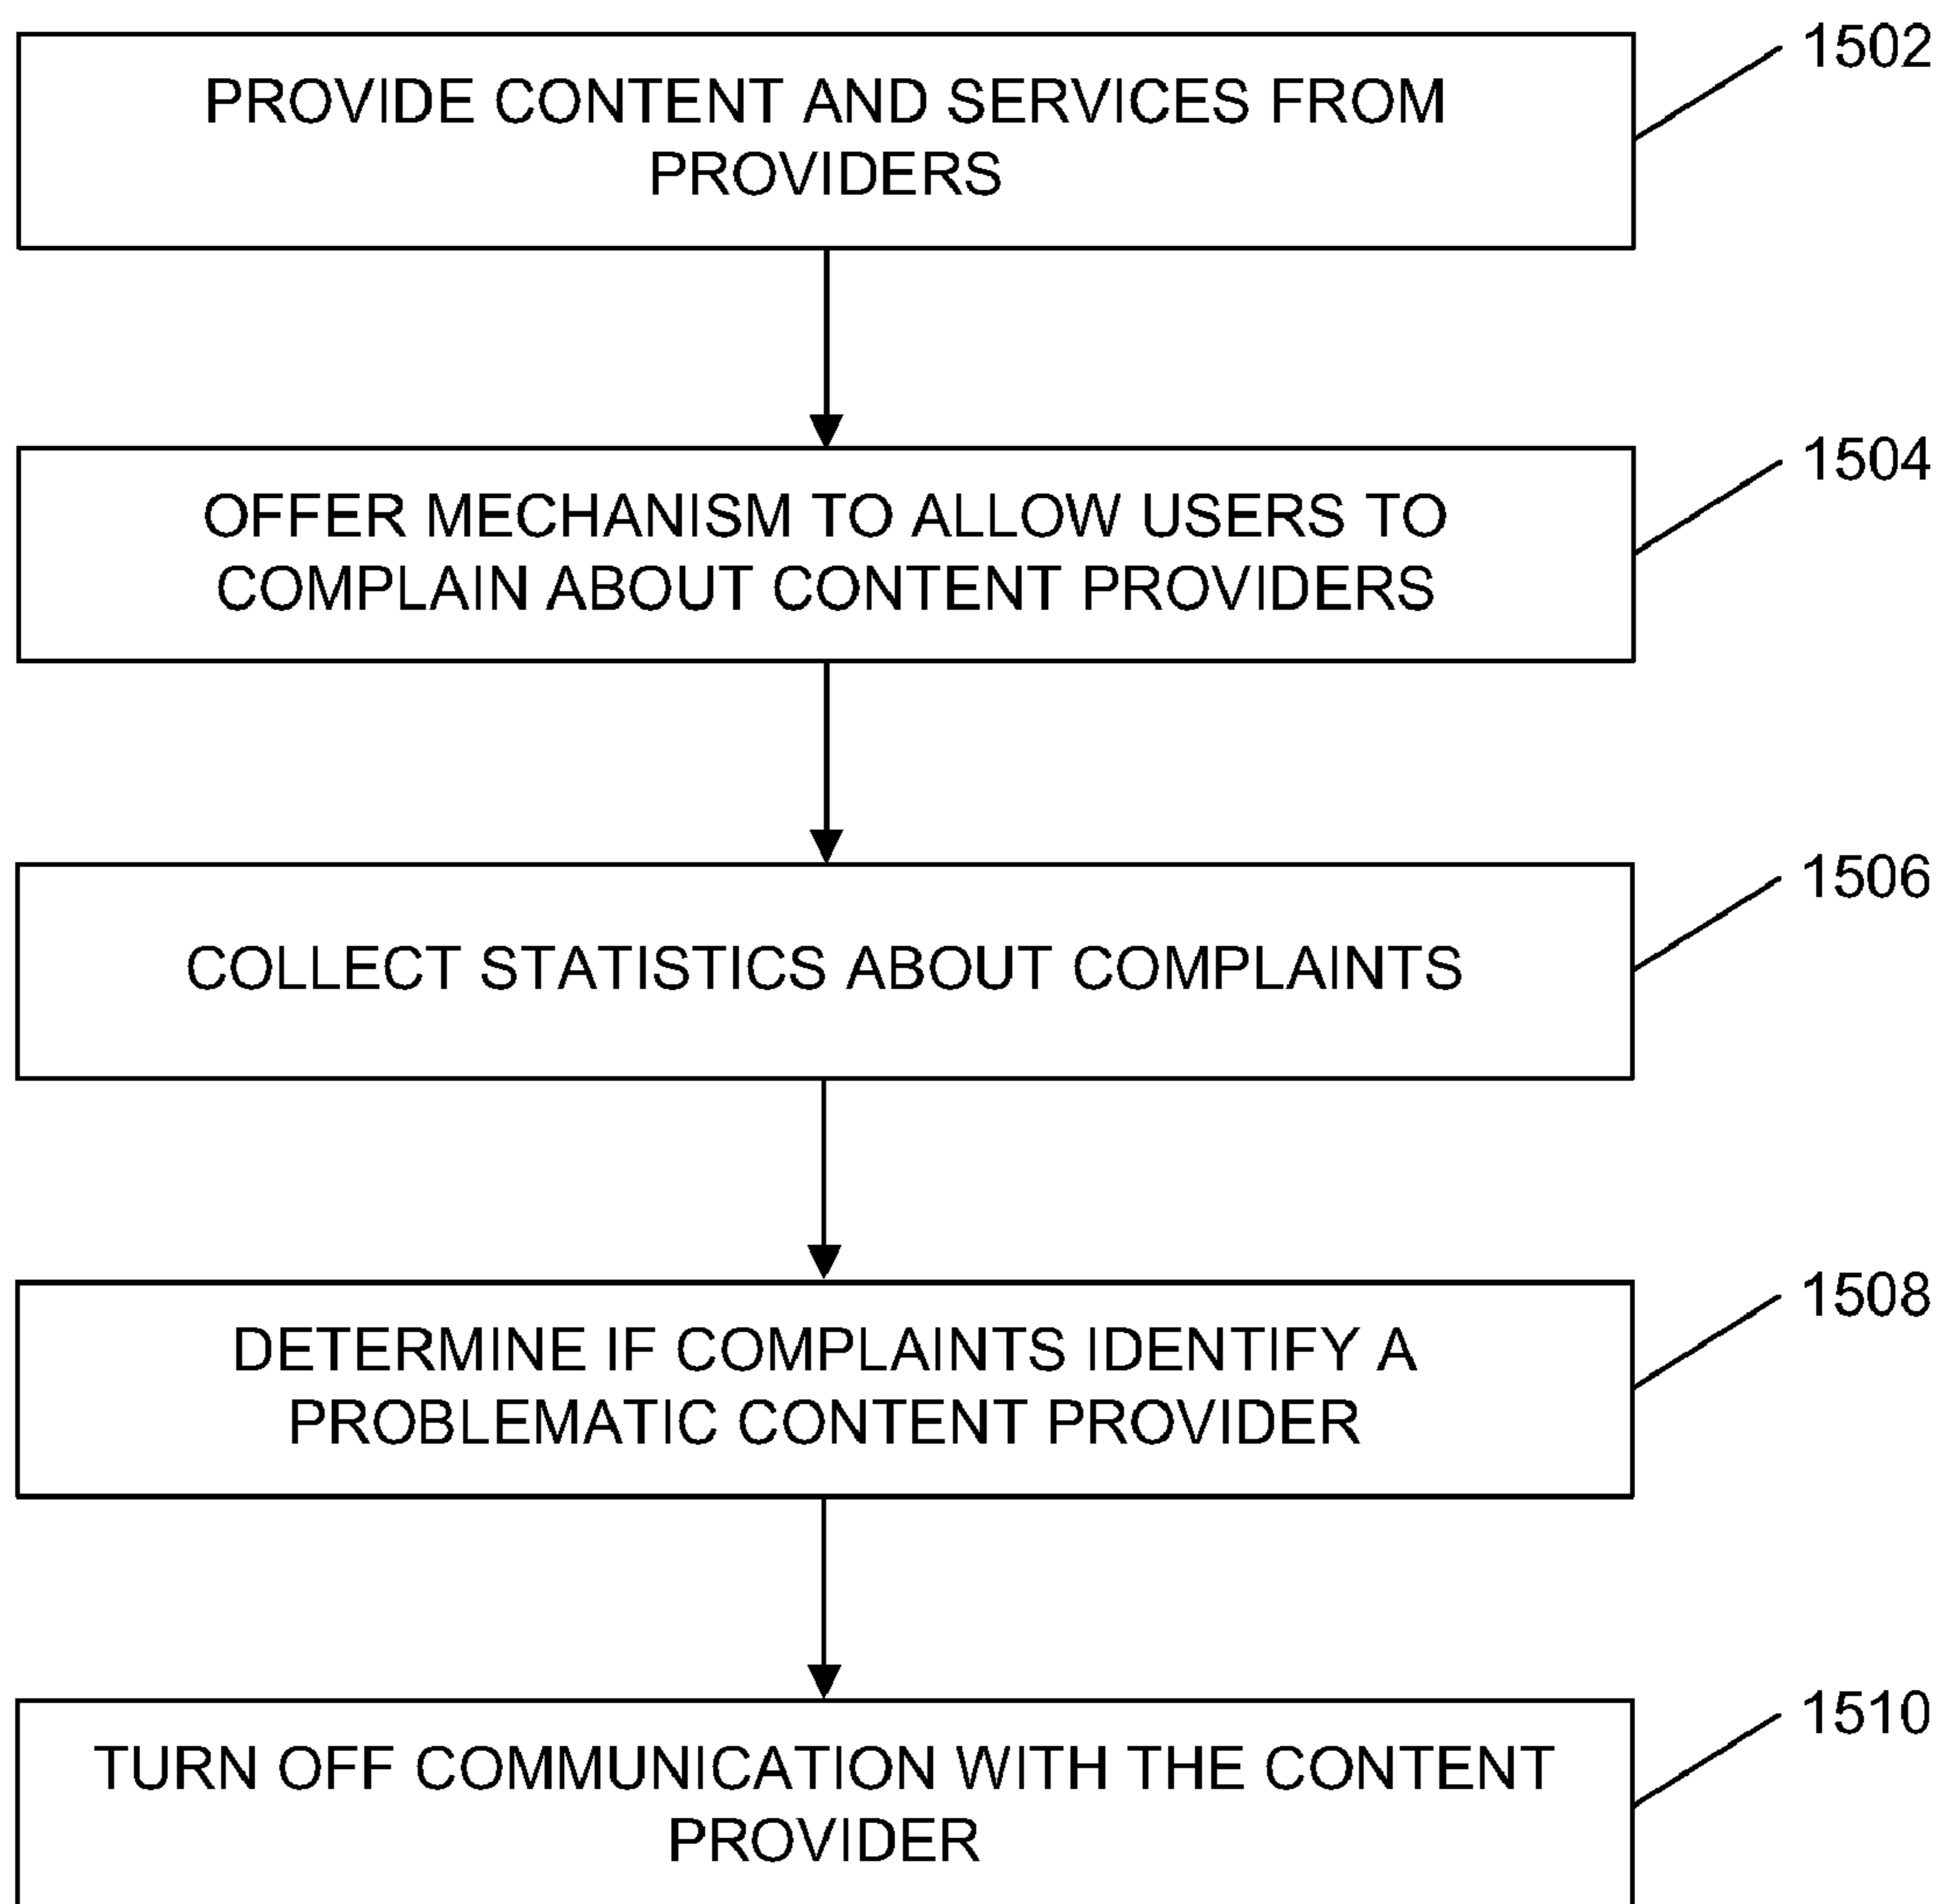 1502
PROVIDE CONTENT AND SERVICES FROM
PROVIDERS
1504
OFFER MECHANISM TO ALLOW USERS TO
COMPLAIN ABOUT CONTENT PROVIDERS
1506
COLLECT STATISTICS ABOUT COMPLAINTS
1508
DETERMINE IF COMPLAINTS IDENTIFY A
PROBLEMATIC CONTENT PROVIDER
1510
TURN OFF COMMUNICATION WITH THE CONTENT
PROVIDER